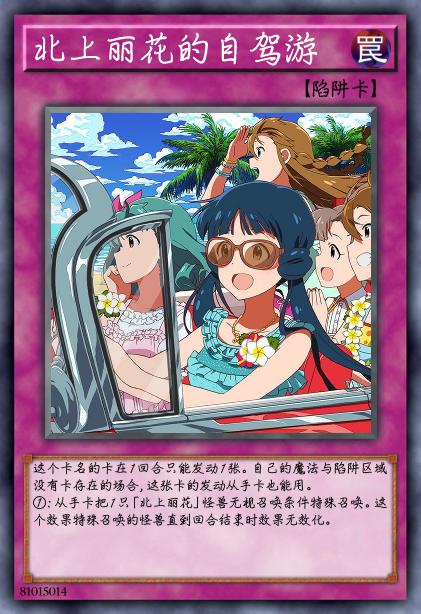 北上丽花的自驾游
罠
【陷阱卡】
这个卡名的卡在1回合只能发动1张。自己的魔法与陷阱区域
没有卡存在的场合，这张卡的发动从手卡也能用。
①：从手卡把1只「北上丽花」怪兽无视召唤条件特殊召唤。这
个效果特殊召唤的怪兽直到回合结束时效果无效化。
81015014